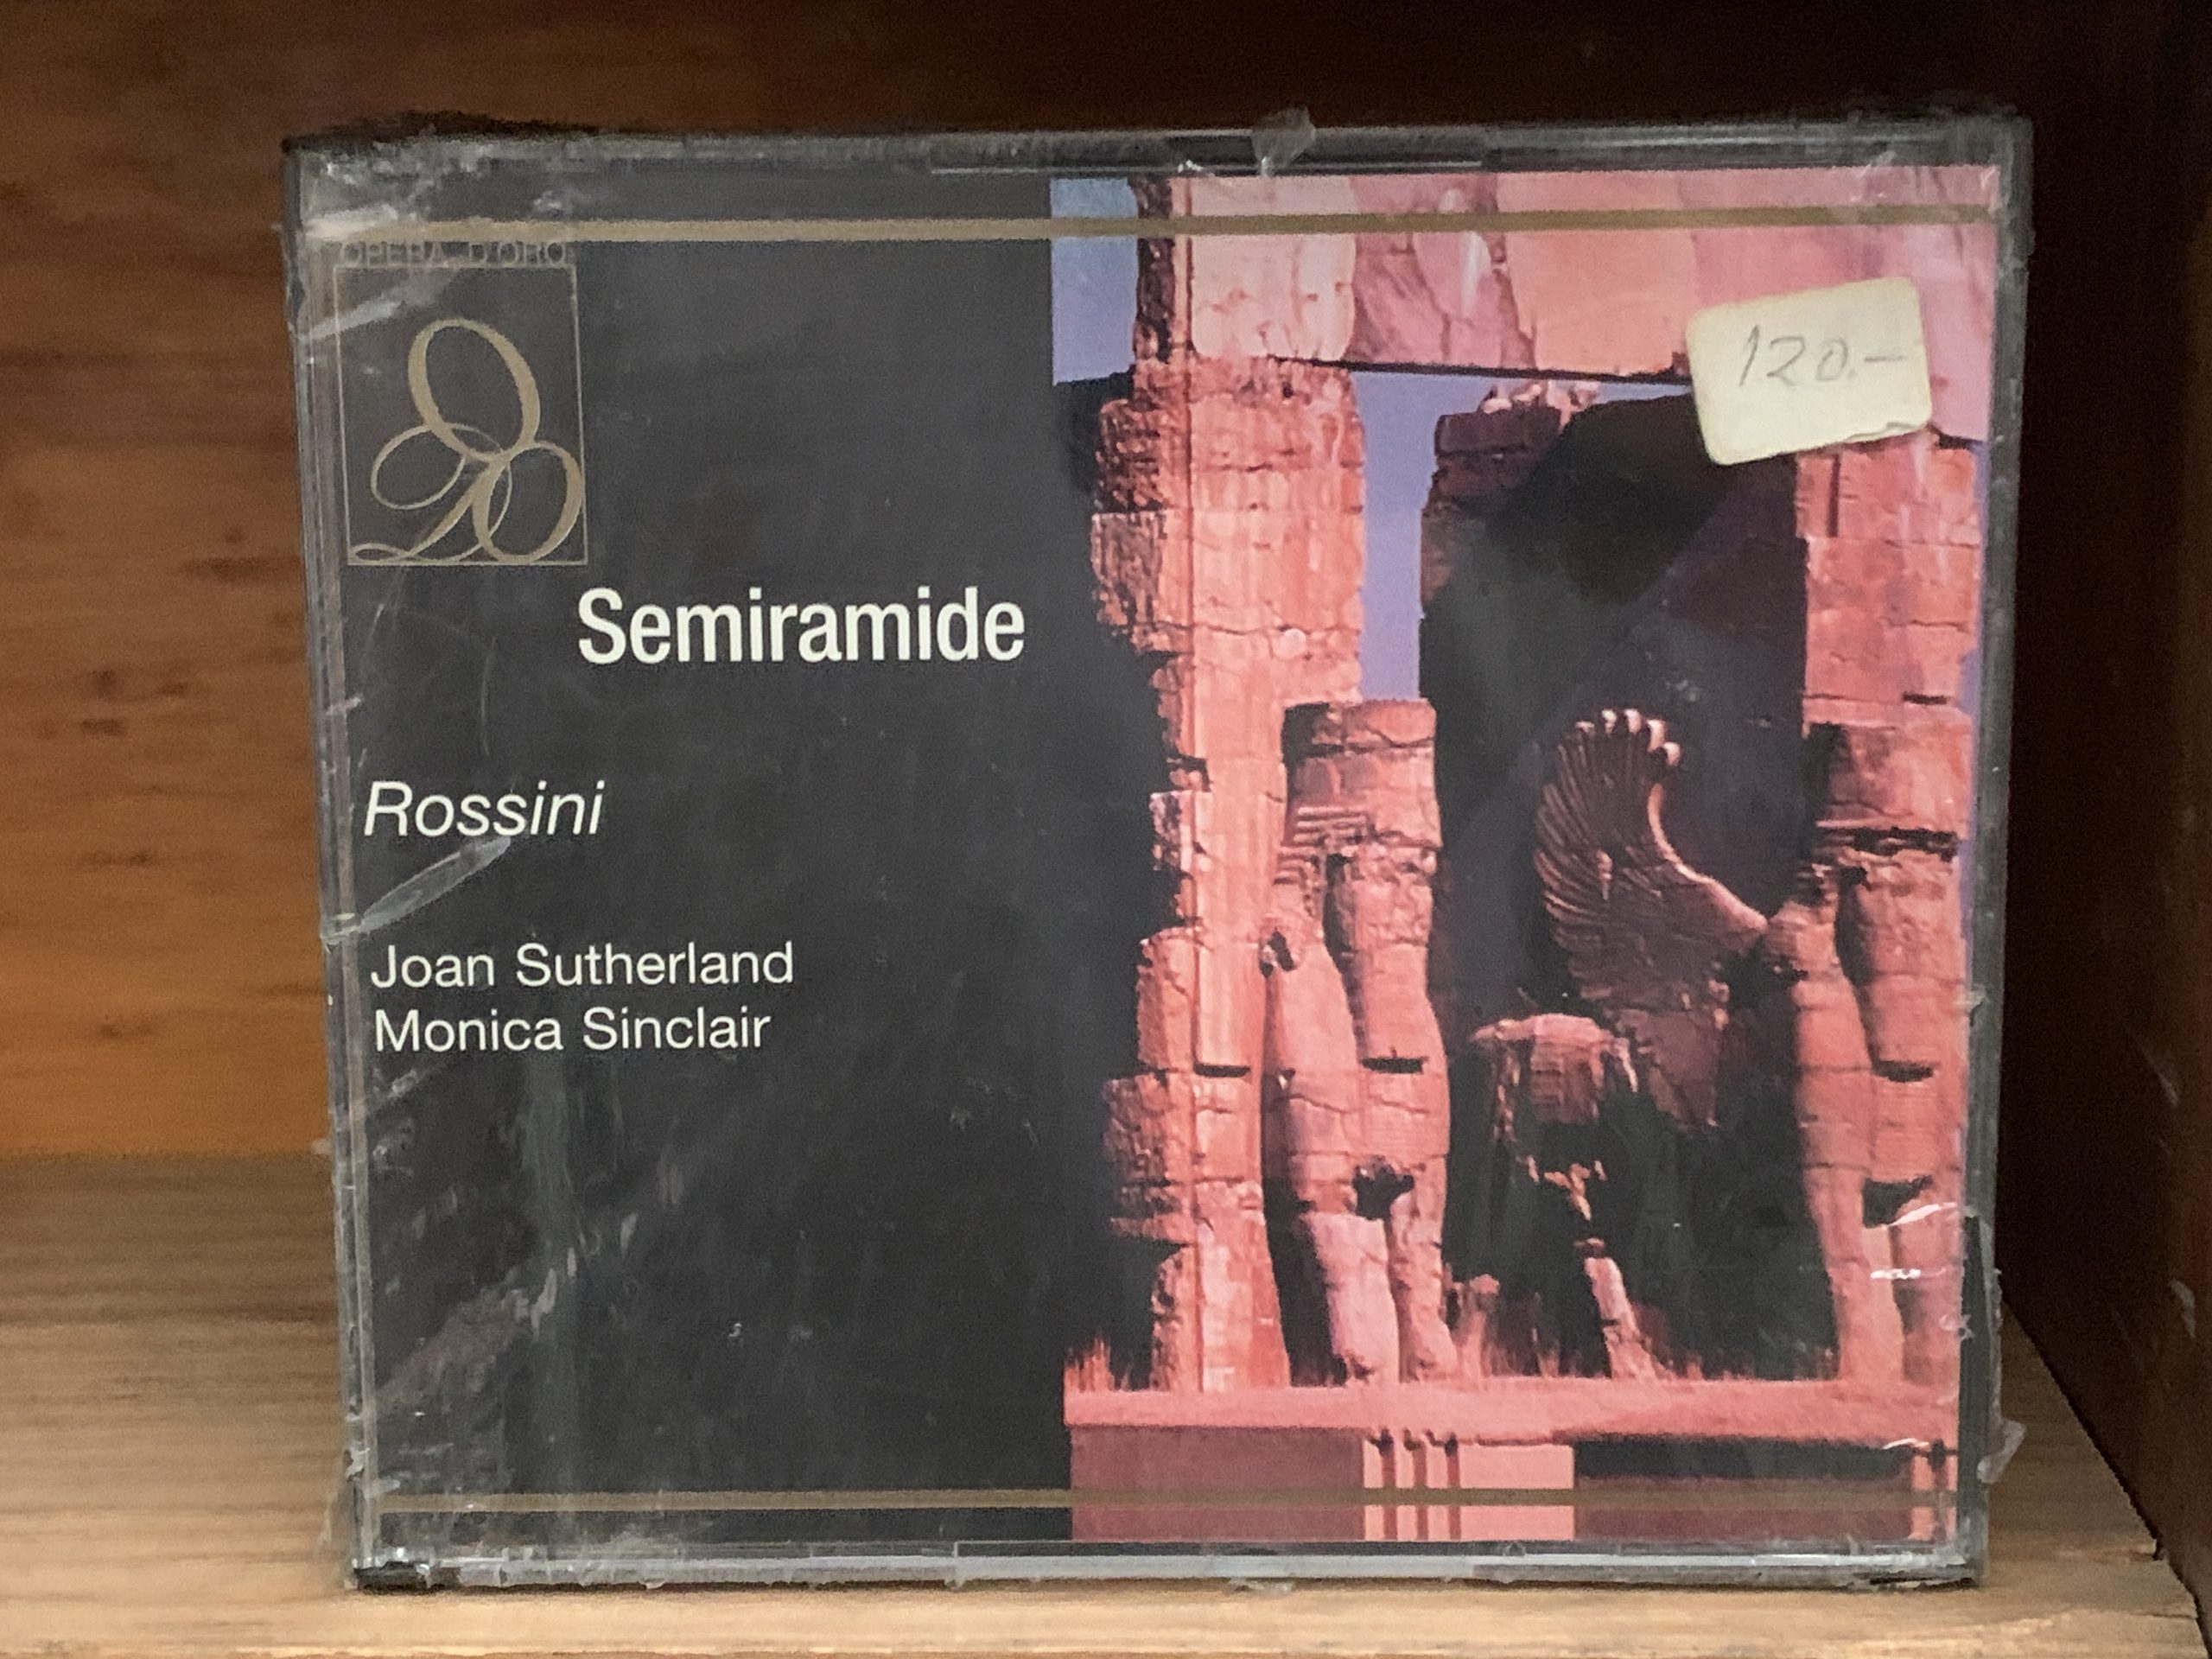 OPERA D'ORO
120.-
Semiramide
Rossini
Joan Sutherland
Monica Sinclair